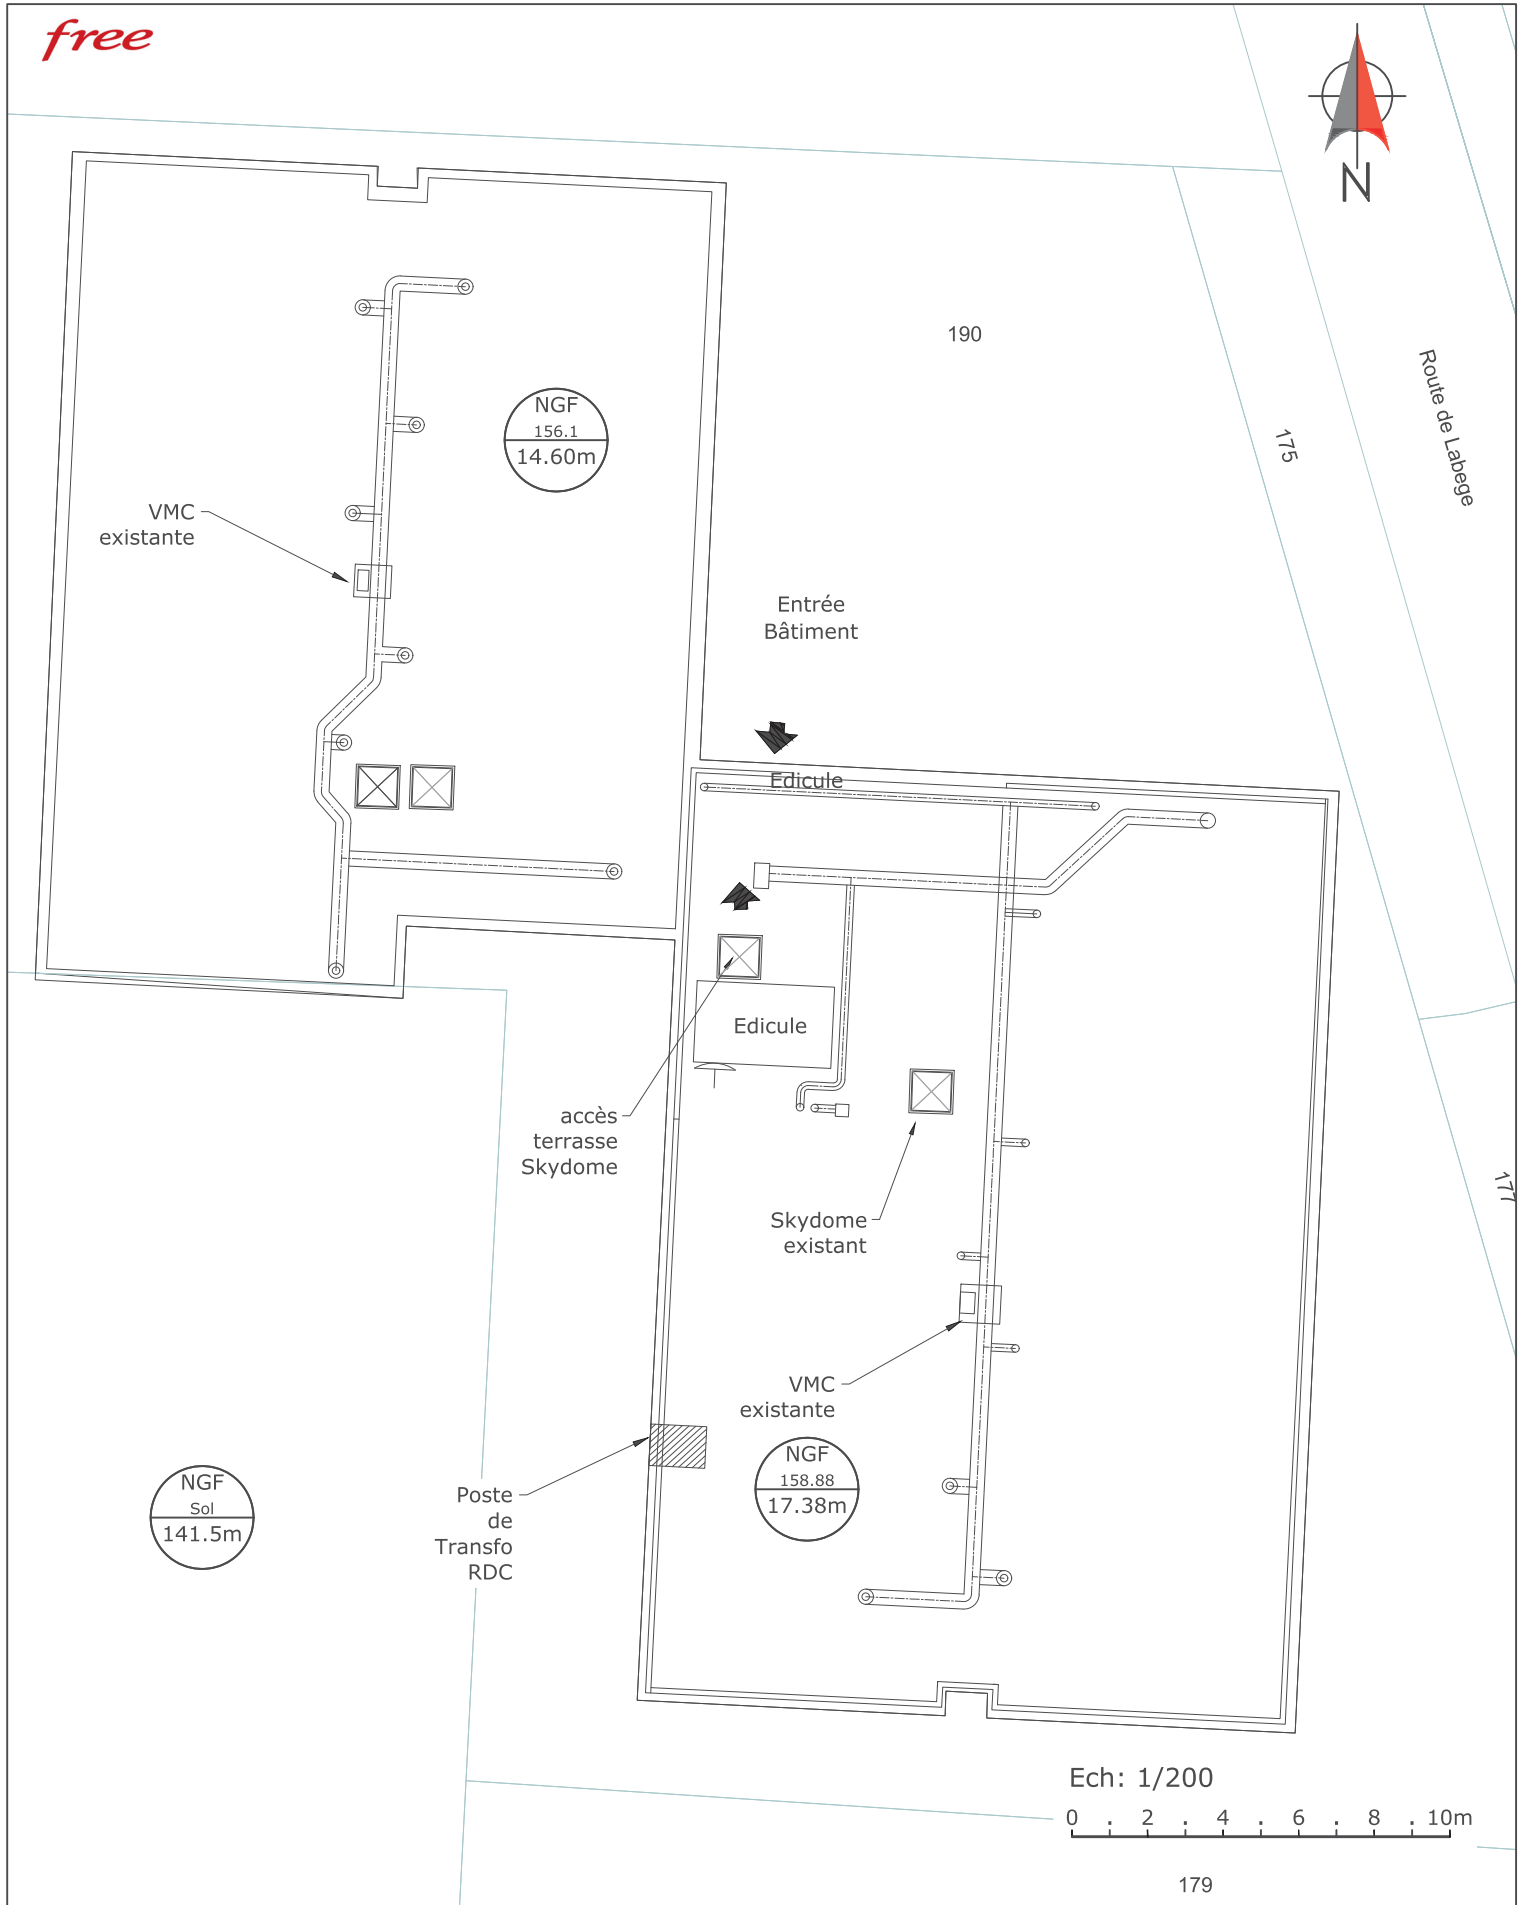 free
N
190
Route de Labege
175
NGF
156.1
14.60m
VMC
existante
Entrée
Bâtiment
Edicule
Edicule
accès
terrasse
Skydome
177
Skydome
existant
VMC
existante
NGF
158.88
17.38m
NGF
Sol
141.5m
Poste
de
Transfo
RDC
Ech: 1/200
0 . 2 . 4 . 6 . 8 . 10m
179